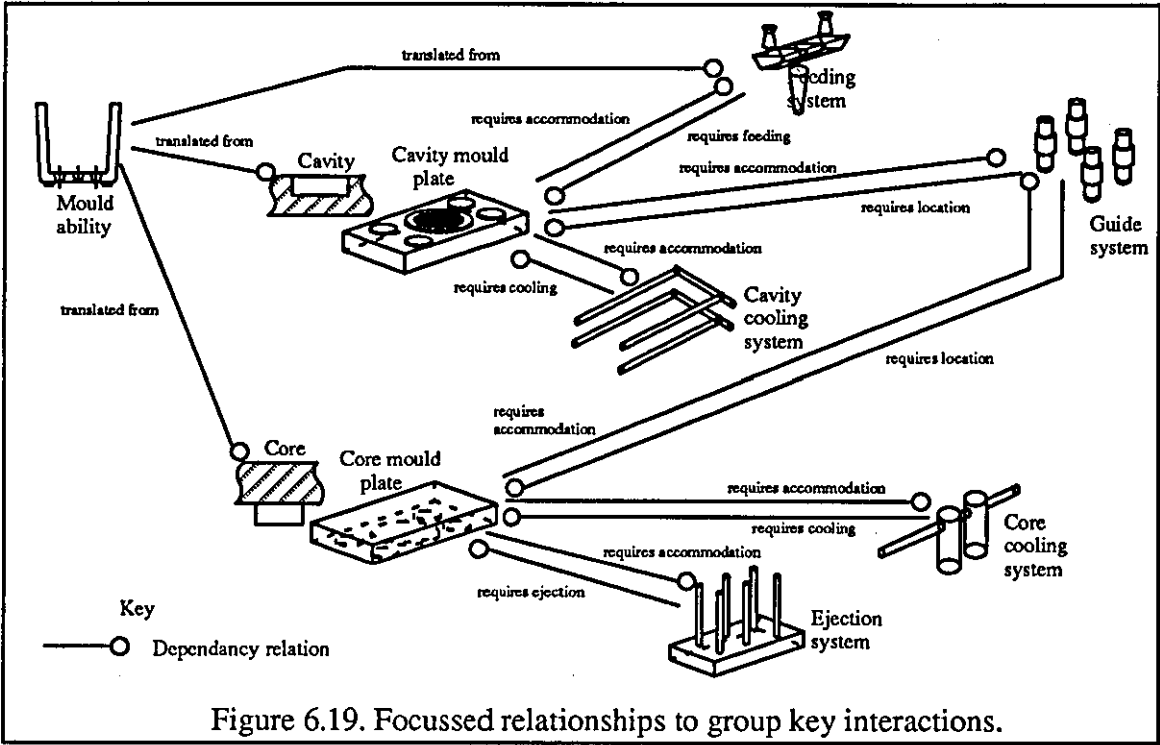 translated from
Feeding
system
requires accommodation
requires feeding
translated from
Cavity
Cavity mould
plate
requires accommodation
requires location
Mould
ability
Guide
system
requires accommodation
requires cooling
Cavity
cooling
system
translated from
requires location
requires
accommodation
Core
Core mould
plate
requires accommodation
requires cooling
Core
cooling
system
requires accommodation
requires ejection
Ejection
system
Key
Dependancy relation
Figure 6.19. Focussed relationships to group key interactions.